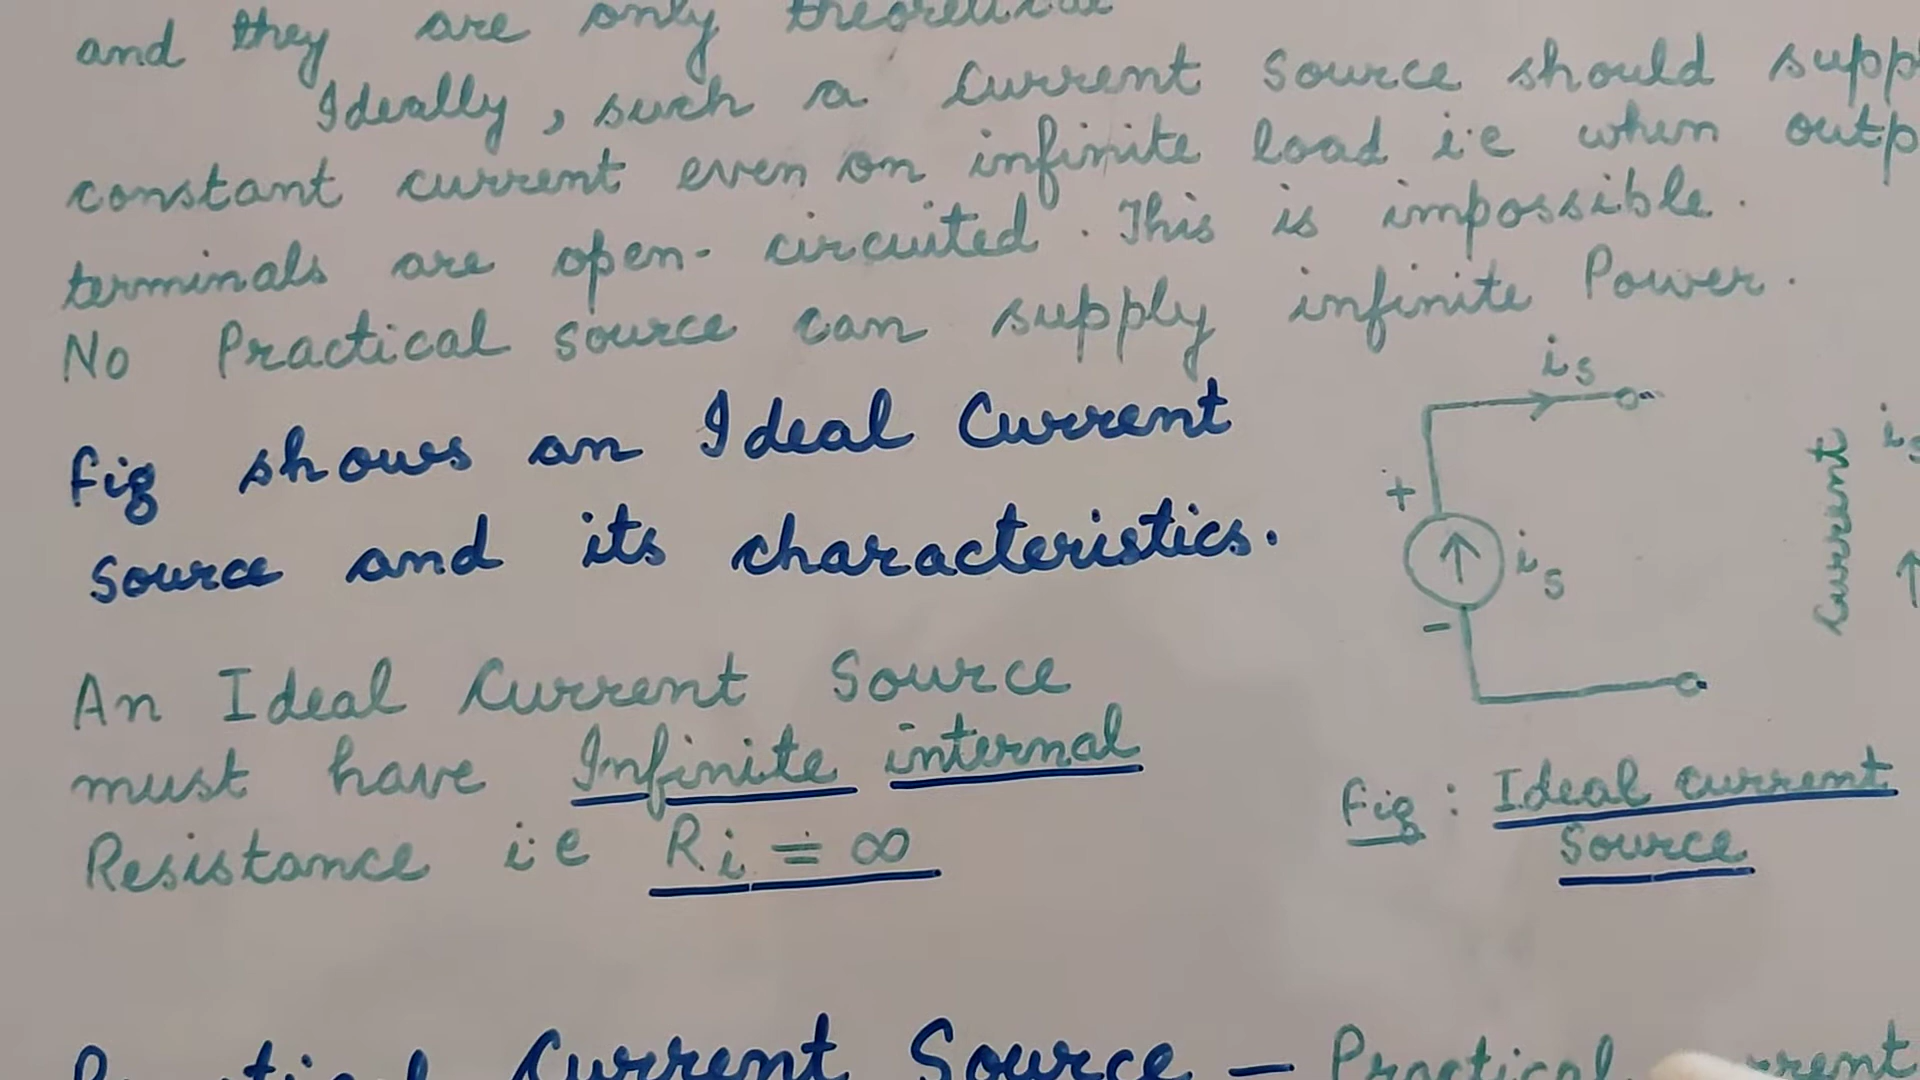 and they are only theoretical
Ideally, such a Current Source should supp
constant current even on infinite load i.e when outp
terminals are open-circuited. This is impossible.
No Practical source can supply infinite Power.
fig shows an Ideal Current
source and its characteristics.
An Ideal Current Source
must have Infinite internal
Resistance i.e Ri = ∞
is
+
is
-
Current
is
↑
fig : Ideal current
Source
Practical Current Source - Practical